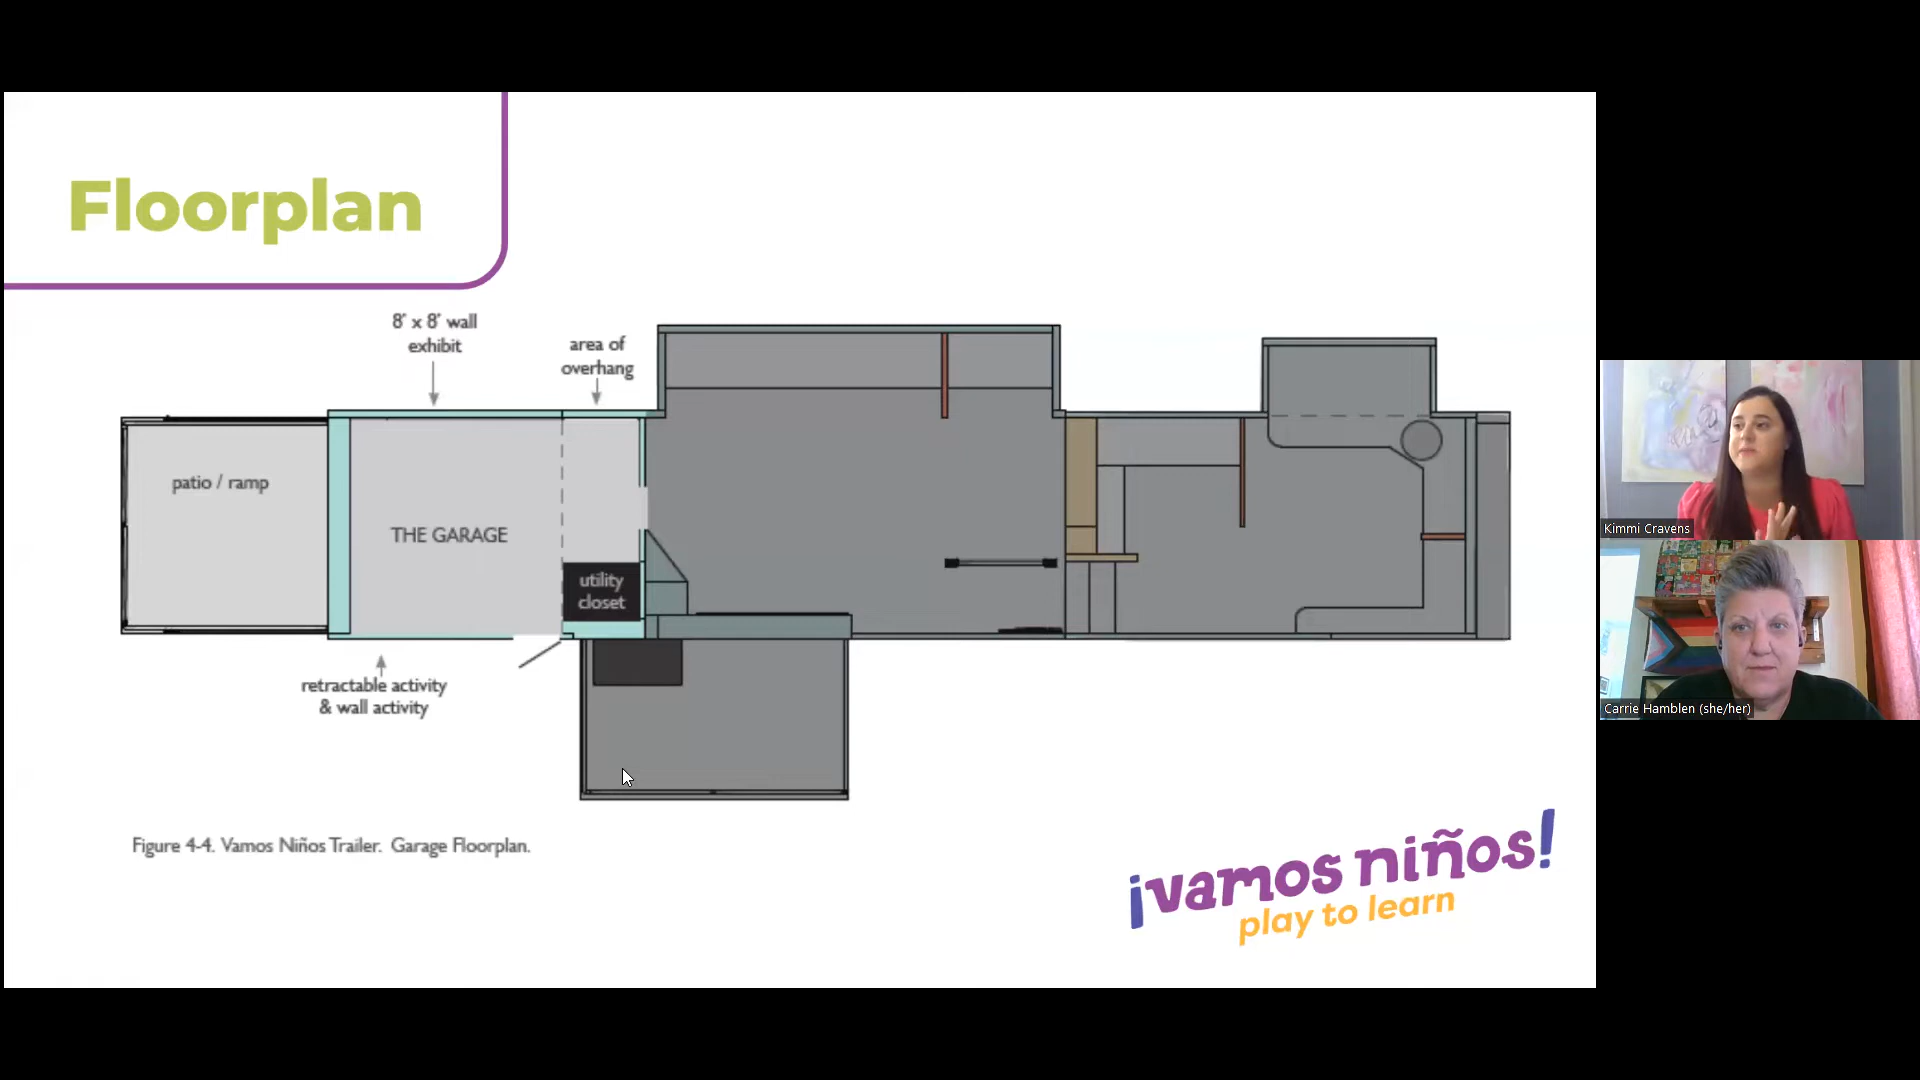 Floorplan
8' x 8' wall
exhibit
area of
overhang
patio / ramp
THE GARAGE
utility
closet
retractable activity
& wall activity
Figure 4-4. Vamos Niños Trailer. Garage Floorplan.
¡vamos niños!
play to learn
Kimmi Cravens
Carrie Hamblen (she/her)